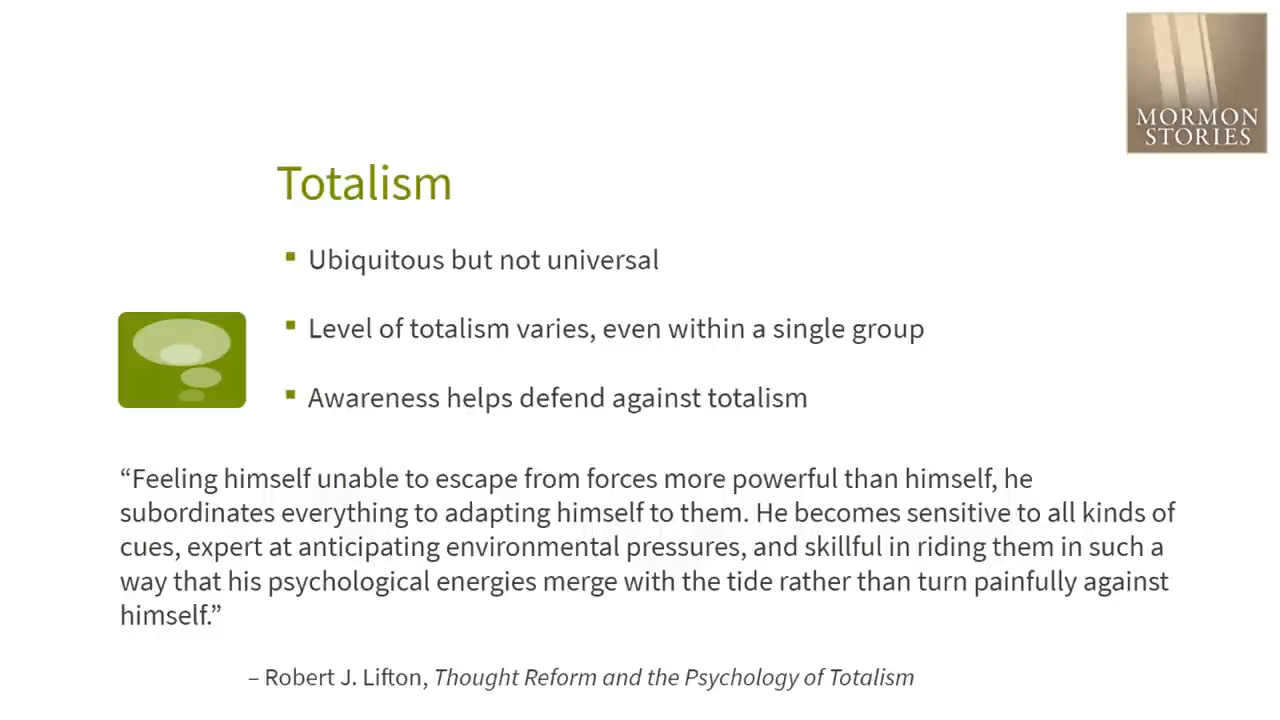 MORMON
STORIES
Totalism
▪ Ubiquitous but not universal
▪ Level of totalism varies, even within a single group
▪ Awareness helps defend against totalism
“Feeling himself unable to escape from forces more powerful than himself, he
subordinates everything to adapting himself to them. He becomes sensitive to all kinds of
cues, expert at anticipating environmental pressures, and skillful in riding them in such a
way that his psychological energies merge with the tide rather than turn painfully against
himself.”
– Robert J. Lifton, Thought Reform and the Psychology of Totalism